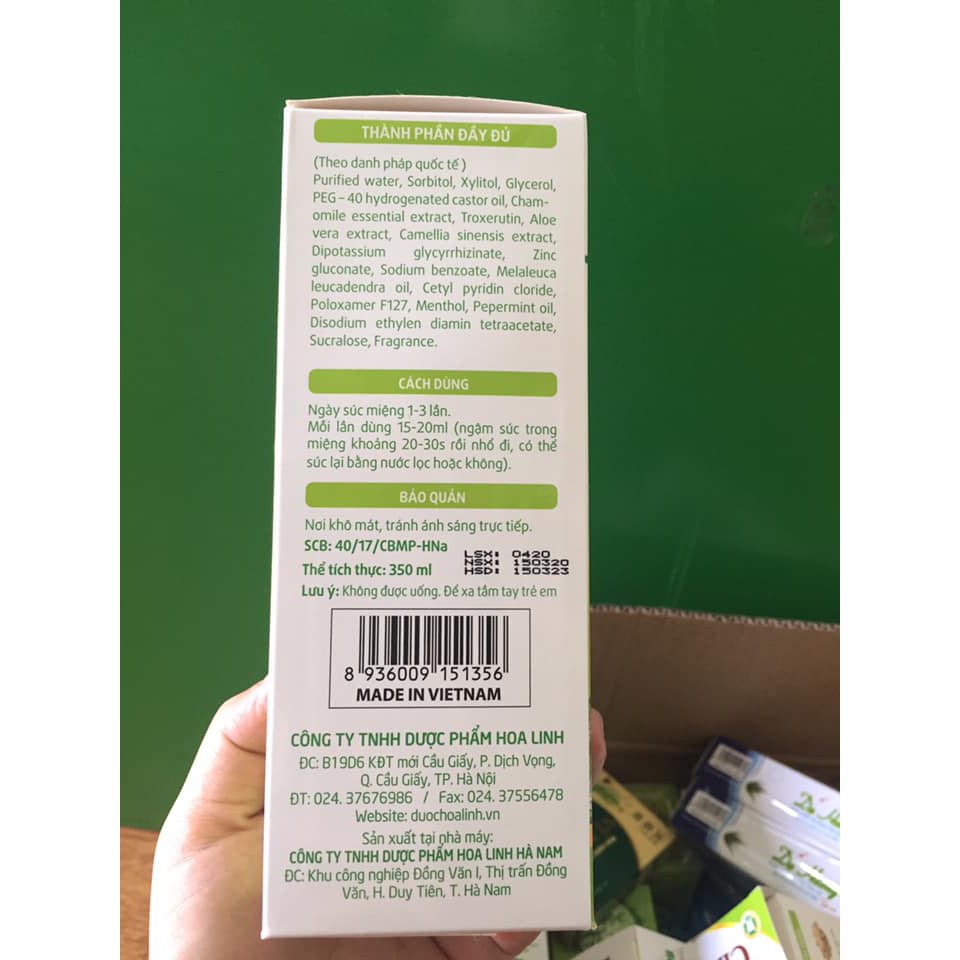 THÀNH PHẦN ĐẦY ĐỦ
(Theo danh pháp quốc tế )
Purified water, Sorbitol, Xylitol, Glycerol,
PEG – 40 hydrogenated castor oil, Cham-
omile essential extract, Troxerutin, Aloe
vera extract, Camellia sinensis extract,
Dipotassium glycyrrhizinate, Zinc
gluconate, Sodium benzoate, Melaleuca
leucadendra oil, Cetyl pyridin cloride,
Poloxamer F127, Menthol, Pepermint oil,
Disodium ethylen diamin tetraacetate,
Sucralose, Fragrance.
CÁCH DÙNG
Ngày súc miệng 1-3 lần.
Mỗi lần dùng 15-20ml (ngậm súc trong
miệng khoảng 20-30s rồi nhổ đi, có thể
súc lại bằng nước lọc hoặc không).
BẢO QUẢN
Nơi khô mát, tránh ánh sáng trực tiếp.
SCB: 40/17/CBMP-HNa
Thể tích thực: 350 ml
LSX: 0420
NSX: 150320
HSD: 150323
Lưu ý: Không được uống. Để xa tầm tay trẻ em
8 936009 151356
MADE IN VIETNAM
CÔNG TY TNHH DƯỢC PHẨM HOA LINH
ĐC: B19D6 KĐT mới Cầu Giấy, P. Dịch Vọng,
Q. Cầu Giấy, TP. Hà Nội
ĐT: 024. 37676986 / Fax: 024. 37556478
Website: duochoalinh.vn
Sản xuất tại nhà máy:
CÔNG TY TNHH DƯỢC PHẨM HOA LINH HÀ NAM
ĐC: Khu công nghiệp Đồng Văn I, Thị trấn Đồng
Văn, H. Duy Tiên, T. Hà Nam